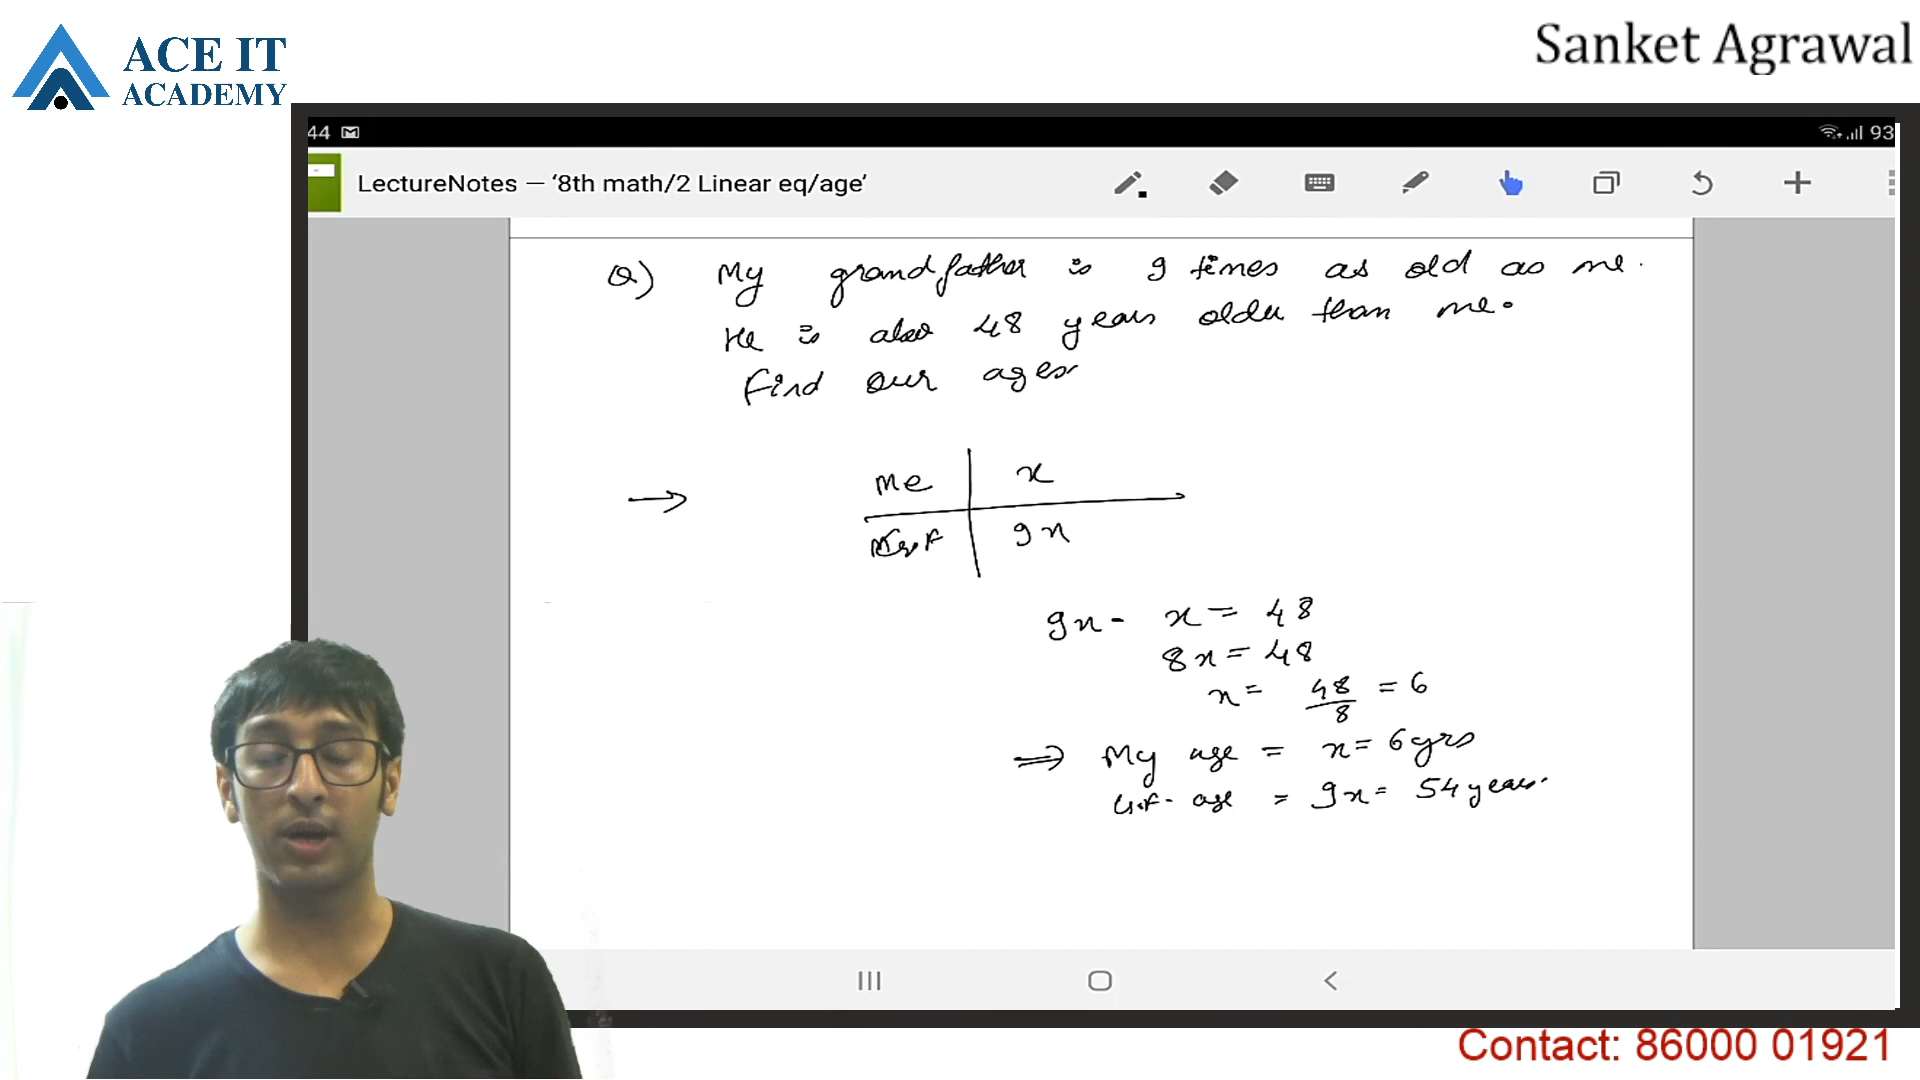 ACE IT
ACADEMY
Sanket Agrawal
44
93
LectureNotes — ‘8th math/2 Linear eq/age’
Q) My grandfather is 9 times as old as me.
He is also 48 years older than me.
Find our ages
Me x
9x
9x - x = 48
8x = 48
x = 48/8 = 6
⇒ My age = x = 6yrs
G.F. age = 9x = 54 years.
Contact: 86000 01921